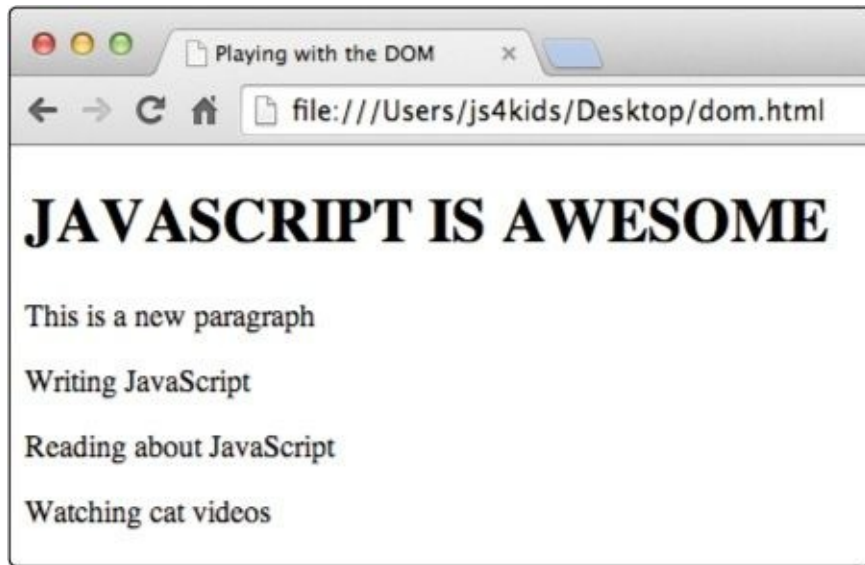 Playing with the DOM
file:///Users/js4kids/Desktop/dom.html
JAVASCRIPT IS AWESOME
This is a new paragraph
Writing JavaScript
Reading about JavaScript
Watching cat videos